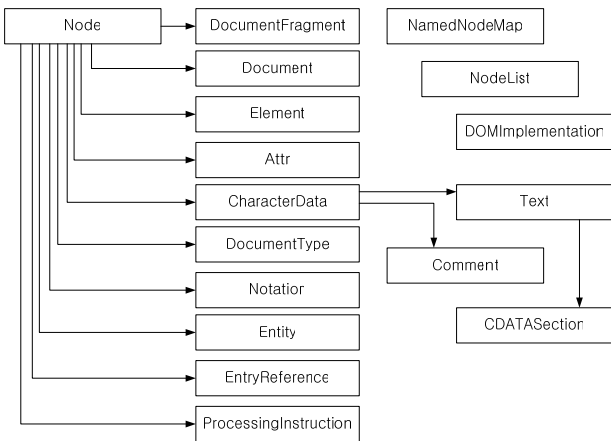 Node
DocumentFragment
NamedNodeMap
Document
NodeList
Element
DOMImplementation
Attr
CharacterData
Text
DocumentType
Comment
Notation
Entity
CDATASection
EntryReference
ProcessingInstruction